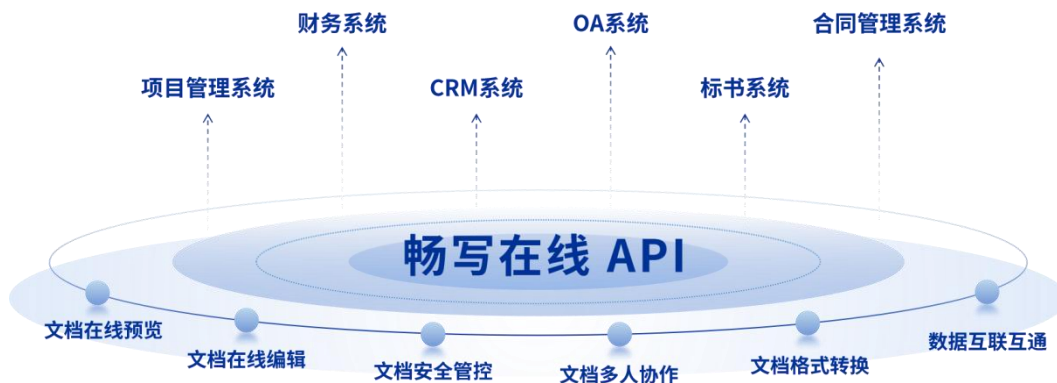 财务系统
OA系统
合同管理系统
项目管理系统
CRM系统
标书系统
畅写在线 API
文档在线预览
文档在线编辑
文档安全管控
文档多人协作
文档格式转换
数据互联互通